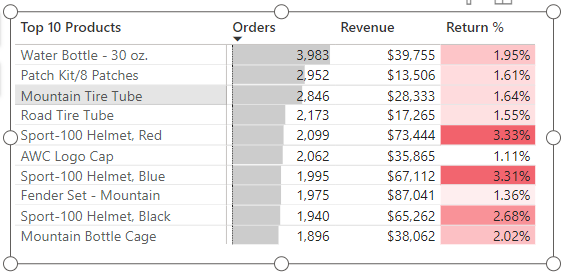 Top 10 Products Orders Revenue Return %
Water Bottle - 30 oz. 3,983 $39,755 1.95%
Patch Kit/8 Patches 2,952 $13,506 1.61%
Mountain Tire Tube 2,846 $28,333 1.64%
Road Tire Tube 2,173 $17,265 1.55%
Sport-100 Helmet, Red 2,099 $73,444 3.33%
AWC Logo Cap 2,062 $35,865 1.11%
Sport-100 Helmet, Blue 1,995 $67,112 3.31%
Fender Set - Mountain 1,975 $87,041 1.36%
Sport-100 Helmet, Black 1,940 $65,262 2.68%
Mountain Bottle Cage 1,896 $38,062 2.02%